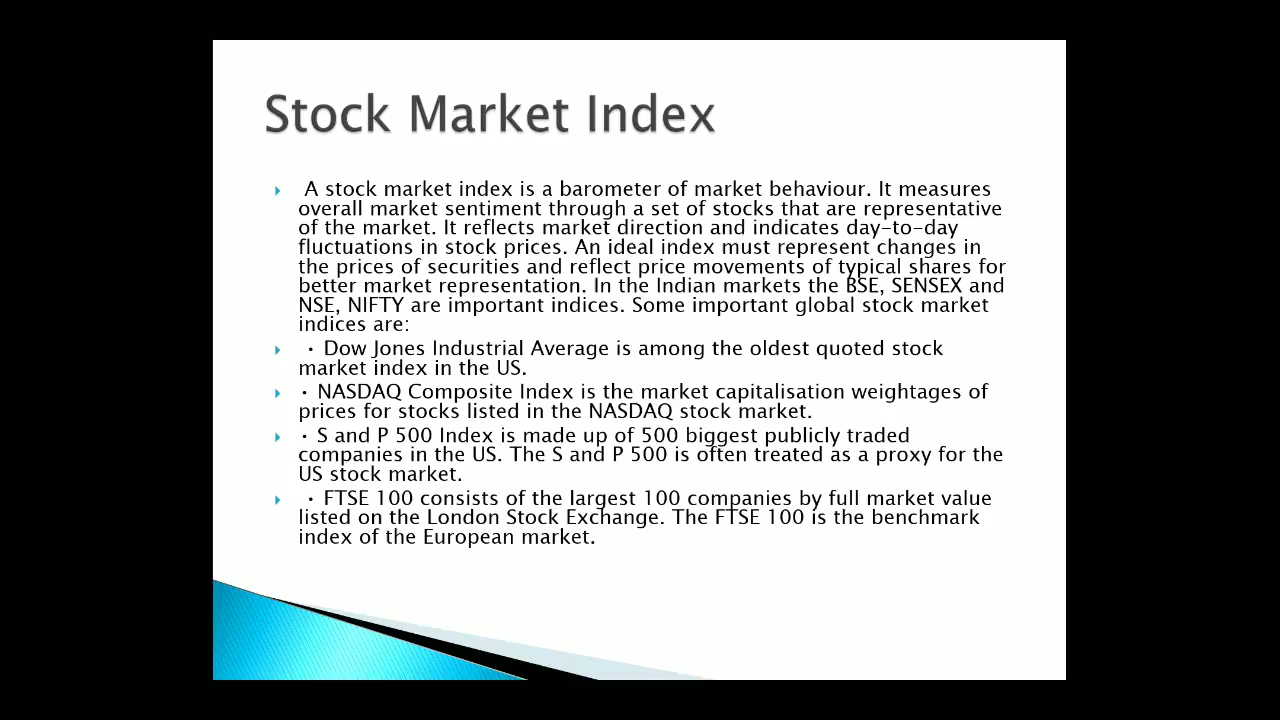 Stock Market Index
A stock market index is a barometer of market behaviour. It measures
overall market sentiment through a set of stocks that are representative
of the market. It reflects market direction and indicates day-to-day
fluctuations in stock prices. An ideal index must represent changes in
the prices of securities and reflect price movements of typical shares for
better market representation. In the Indian markets the BSE, SENSEX and
NSE, NIFTY are important indices. Some important global stock market
indices are:
• Dow Jones Industrial Average is among the oldest quoted stock
market index in the US.
• NASDAQ Composite Index is the market capitalisation weightages of
prices for stocks listed in the NASDAQ stock market.
• S and P 500 Index is made up of 500 biggest publicly traded
companies in the US. The S and P 500 is often treated as a proxy for the
US stock market.
• FTSE 100 consists of the largest 100 companies by full market value
listed on the London Stock Exchange. The FTSE 100 is the benchmark
index of the European market.